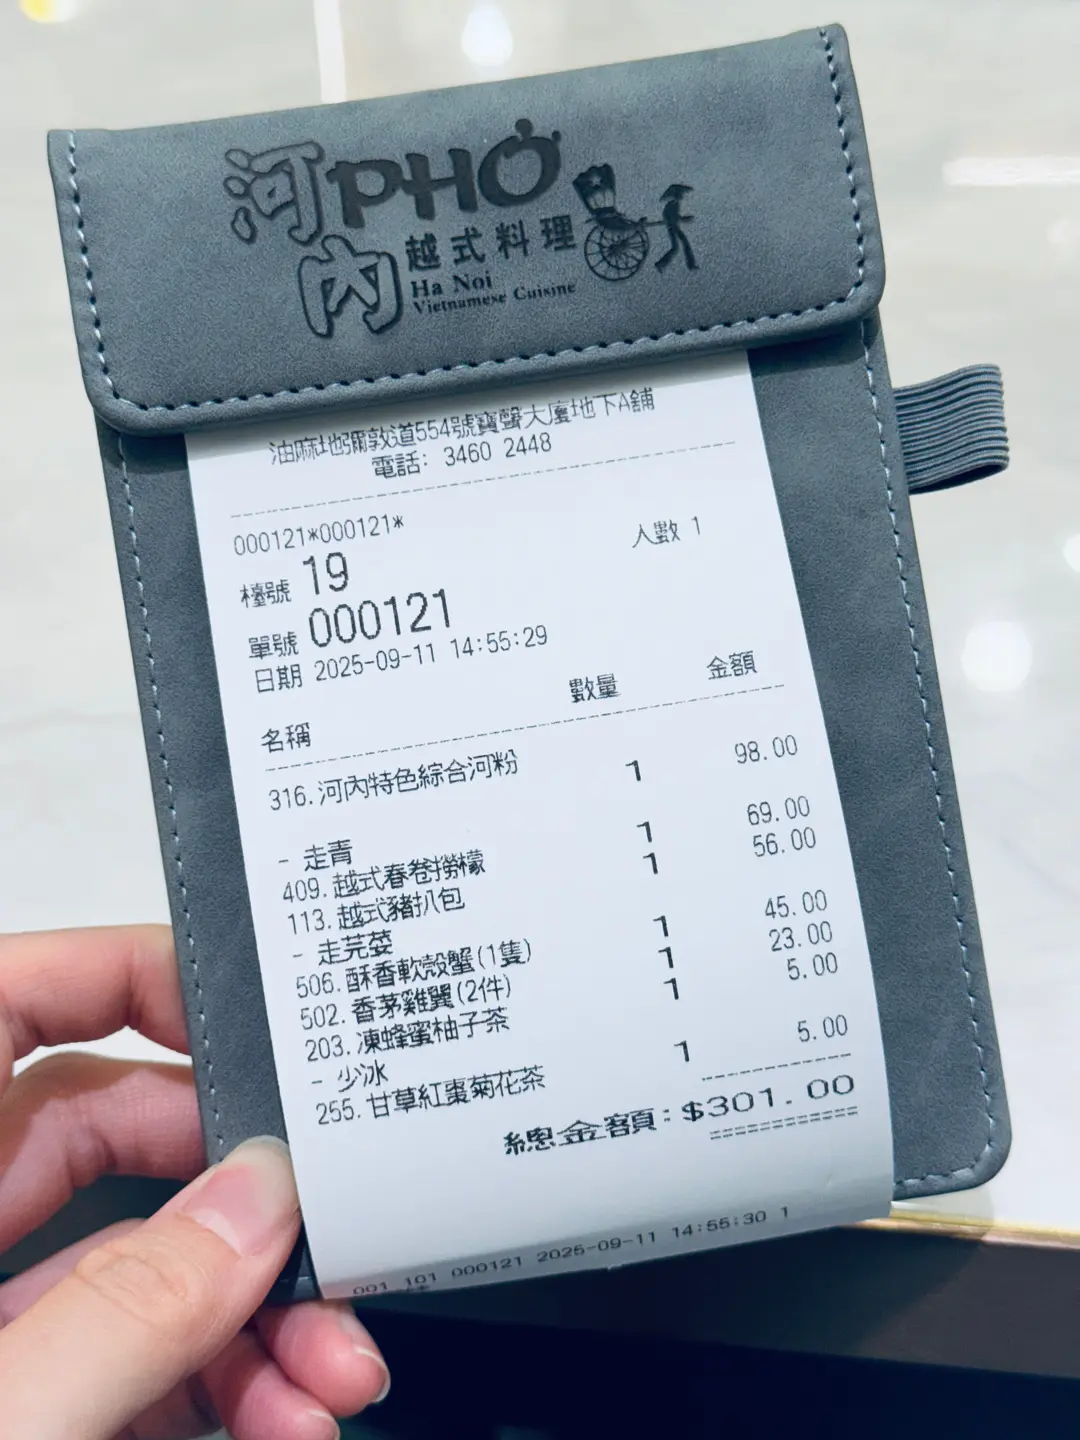 河內 PHỞ
越式料理
Ha Noi
Vietnamese Cuisine
油麻地彌敦道554號寶聲大廈地下A舖
電話: 3460 2448
000121*000121*
檯號 19 人數 1
單號 000121
日期 2025-09-11 14:55:29
名稱 數量 金額
316. 河內特色綜合河粉 1 98.00
- 走青
409. 越式春卷撈檬 1 69.00
113. 越式豬扒包 1 56.00
- 走芫荽
506. 酥香軟殼蟹(1隻) 1 45.00
502. 香茅雞翼(2件) 1 23.00
203. 凍蜂蜜柚子茶 1 5.00
- 少冰
255. 甘草紅棗菊花茶 1 5.00
總金額: $301.00
001 101 000121 2025-09-11 14:55:30 1